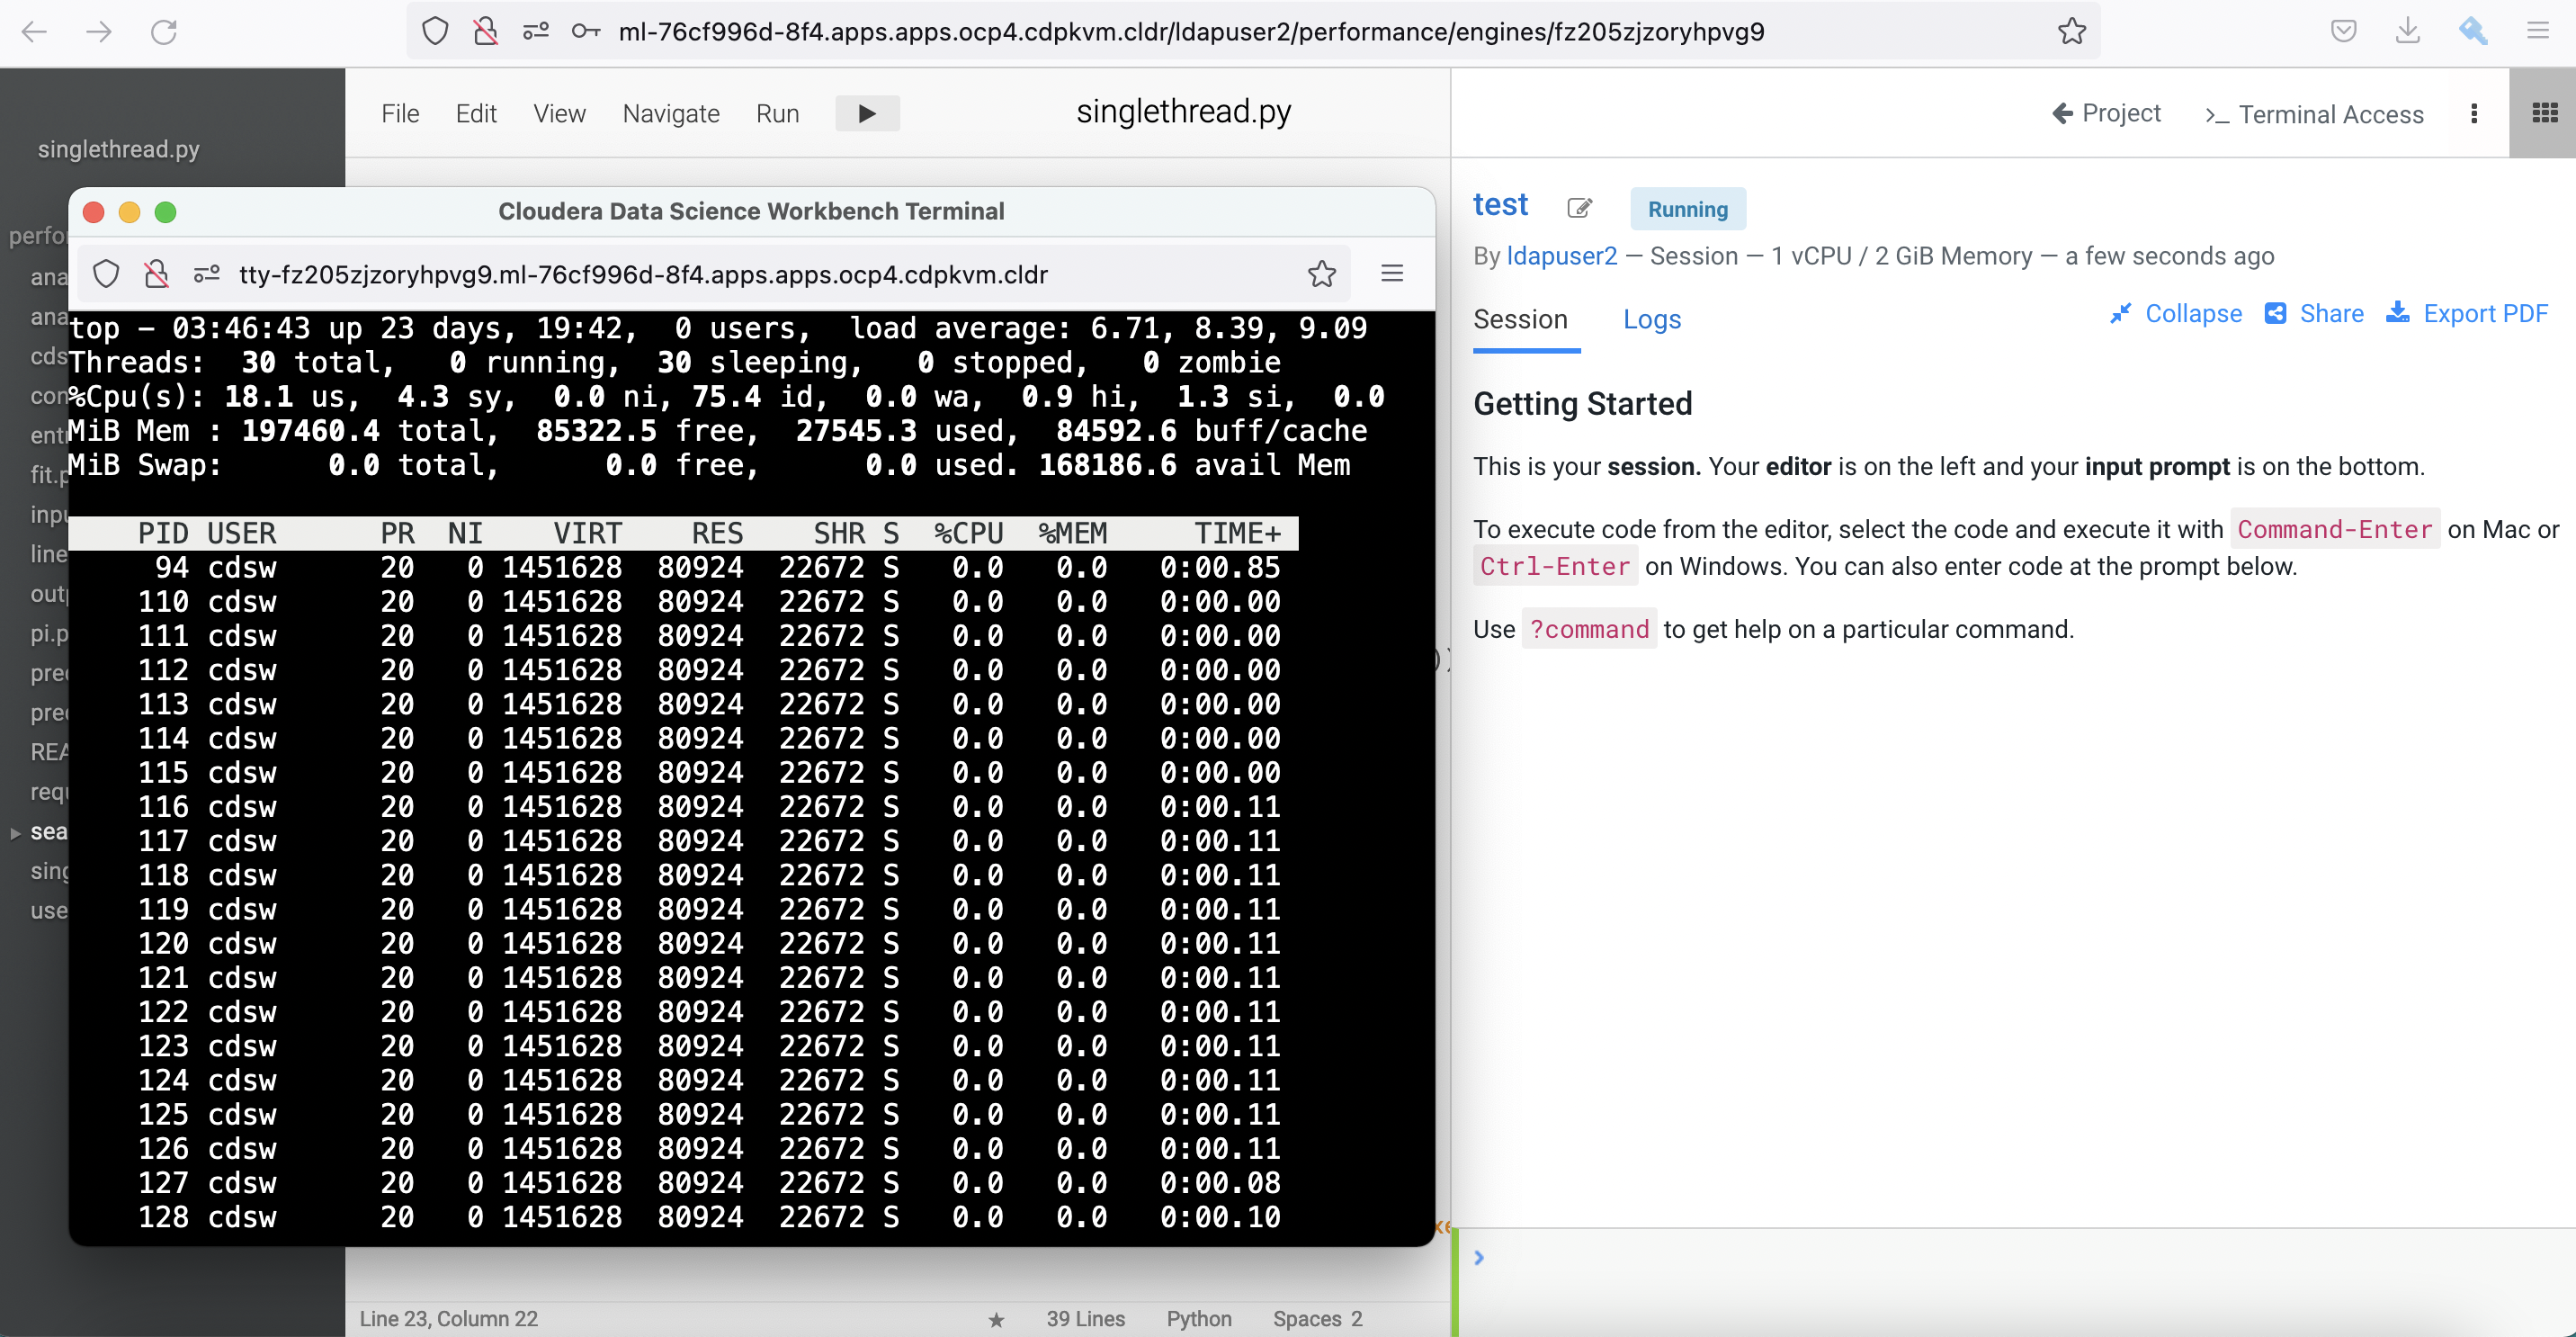 ml-76cf996d-8f4.apps.apps.ocp4.cdpkvm.cldr/ldapuser2/performance/engines/fz205zjzoryhpvg9
singlethread.py
File Edit View Navigate Run
singlethread.py
Project
>_ Terminal Access
Cloudera Data Science Workbench Terminal
tty-fz205zjzoryhpvg9.ml-76cf996d-8f4.apps.apps.ocp4.cdpkvm.cldr
top - 03:46:43 up 23 days, 19:42, 0 users, load average: 6.71, 8.39, 9.09
Threads: 30 total, 0 running, 30 sleeping, 0 stopped, 0 zombie
%Cpu(s): 18.1 us, 4.3 sy, 0.0 ni, 75.4 id, 0.0 wa, 0.9 hi, 1.3 si, 0.0
MiB Mem : 197460.4 total, 85322.5 free, 27545.3 used, 84592.6 buff/cache
MiB Swap: 0.0 total, 0.0 free, 0.0 used. 168186.6 avail Mem
PID USER PR NI VIRT RES SHR S %CPU %MEM TIME+
94 cdsw 20 0 1451628 80924 22672 S 0.0 0.0 0:00.85
110 cdsw 20 0 1451628 80924 22672 S 0.0 0.0 0:00.00
111 cdsw 20 0 1451628 80924 22672 S 0.0 0.0 0:00.00
112 cdsw 20 0 1451628 80924 22672 S 0.0 0.0 0:00.00
113 cdsw 20 0 1451628 80924 22672 S 0.0 0.0 0:00.00
114 cdsw 20 0 1451628 80924 22672 S 0.0 0.0 0:00.00
115 cdsw 20 0 1451628 80924 22672 S 0.0 0.0 0:00.00
116 cdsw 20 0 1451628 80924 22672 S 0.0 0.0 0:00.11
117 cdsw 20 0 1451628 80924 22672 S 0.0 0.0 0:00.11
118 cdsw 20 0 1451628 80924 22672 S 0.0 0.0 0:00.11
119 cdsw 20 0 1451628 80924 22672 S 0.0 0.0 0:00.11
120 cdsw 20 0 1451628 80924 22672 S 0.0 0.0 0:00.11
121 cdsw 20 0 1451628 80924 22672 S 0.0 0.0 0:00.11
122 cdsw 20 0 1451628 80924 22672 S 0.0 0.0 0:00.11
123 cdsw 20 0 1451628 80924 22672 S 0.0 0.0 0:00.11
124 cdsw 20 0 1451628 80924 22672 S 0.0 0.0 0:00.11
125 cdsw 20 0 1451628 80924 22672 S 0.0 0.0 0:00.11
126 cdsw 20 0 1451628 80924 22672 S 0.0 0.0 0:00.11
127 cdsw 20 0 1451628 80924 22672 S 0.0 0.0 0:00.08
128 cdsw 20 0 1451628 80924 22672 S 0.0 0.0 0:00.10
Line 23, Column 22
39 Lines
Python
Spaces 2
test
Running
By ldapuser2 — Session — 1 vCPU / 2 GiB Memory — a few seconds ago
Session Logs
Collapse Share Export PDF
Getting Started
This is your session. Your editor is on the left and your input prompt is on the bottom.
To execute code from the editor, select the code and execute it with Command-Enter on Mac or
Ctrl-Enter on Windows. You can also enter code at the prompt below.
Use ?command to get help on a particular command.